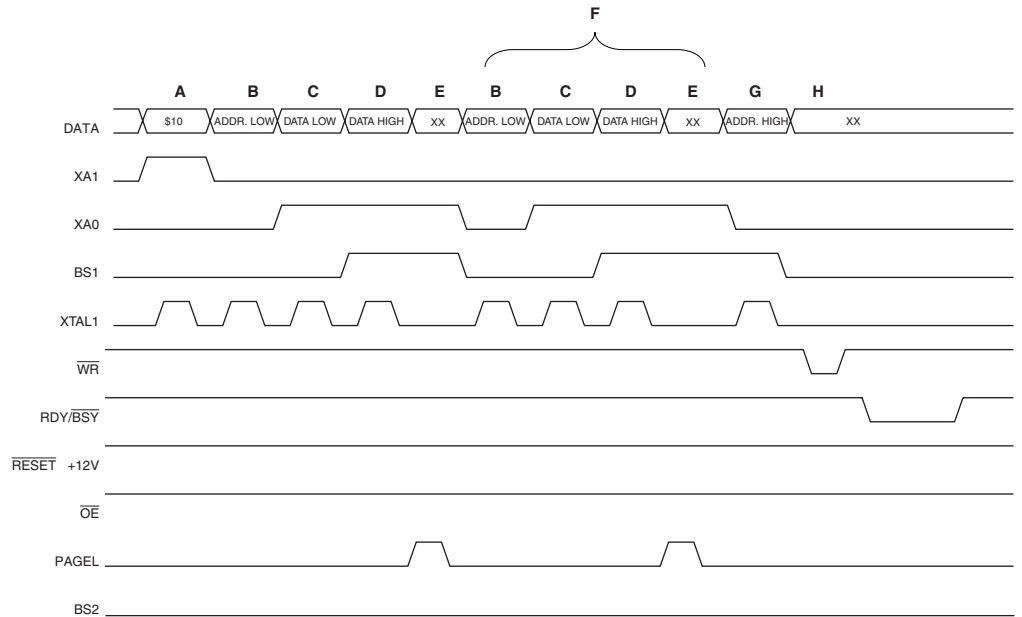 F
A B C D E B C D E G H
DATA $10 ADDR. LOW DATA LOW DATA HIGH XX ADDR. LOW DATA LOW DATA HIGH XX ADDR. HIGH XX
XA1
XA0
BS1
XTAL1
WR
RDY/BSY
RESET +12V
OE
PAGEL
BS2